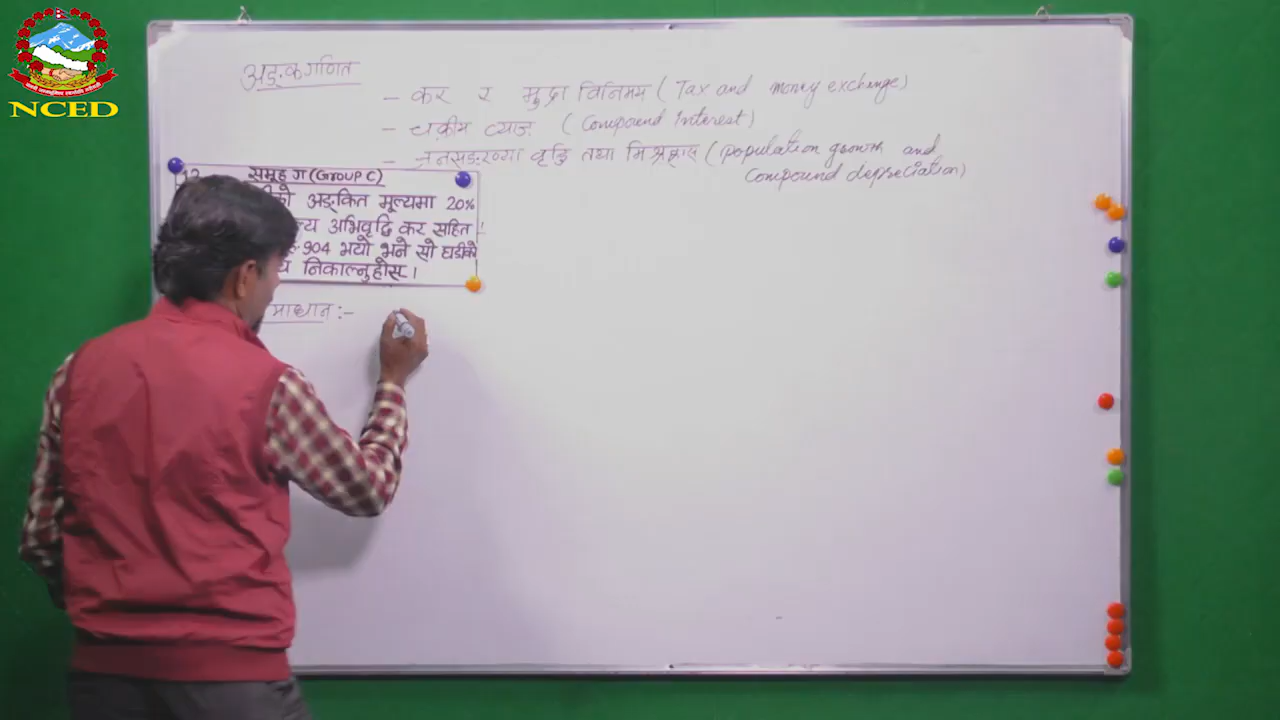 NCED
अङ्कगणित
- कर र मुद्रा विनिमय ( Tax and money exchange)
- चक्रीय व्याज ( Compound Interest )
- जनसङ्ख्या वृद्धि तथा मिश्रह्रास ( population growth and
compound depreciation)
समूह ग (Group C)
अङ्कित मूल्यमा 20%
अभिवृद्धि कर सहित
904 भयो भने सो घडीको
निकाल्नुहोस् ।
माधान :-